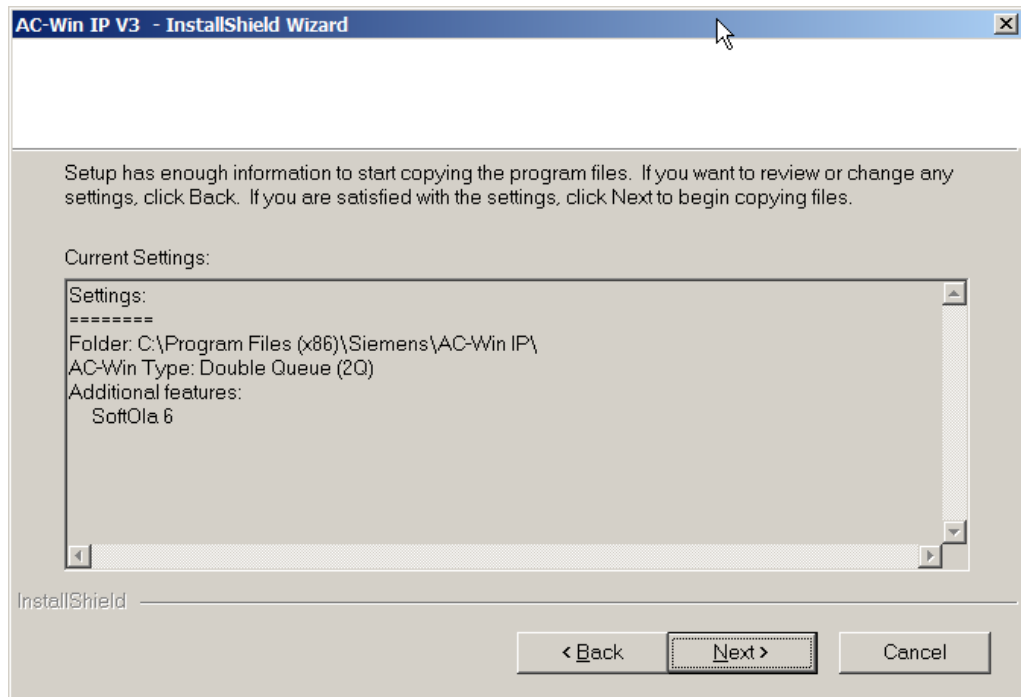 AC-Win IP V3 - InstallShield Wizard
Setup has enough information to start copying the program files. If you want to review or change any
settings, click Back. If you are satisfied with the settings, click Next to begin copying files.
Current Settings:
Settings:
========
Folder: C:\Program Files (x86)\Siemens\AC-Win IP\
AC-Win Type: Double Queue (2Q)
Additional features:
SoftOla 6
InstallShield
< Back
Next >
Cancel